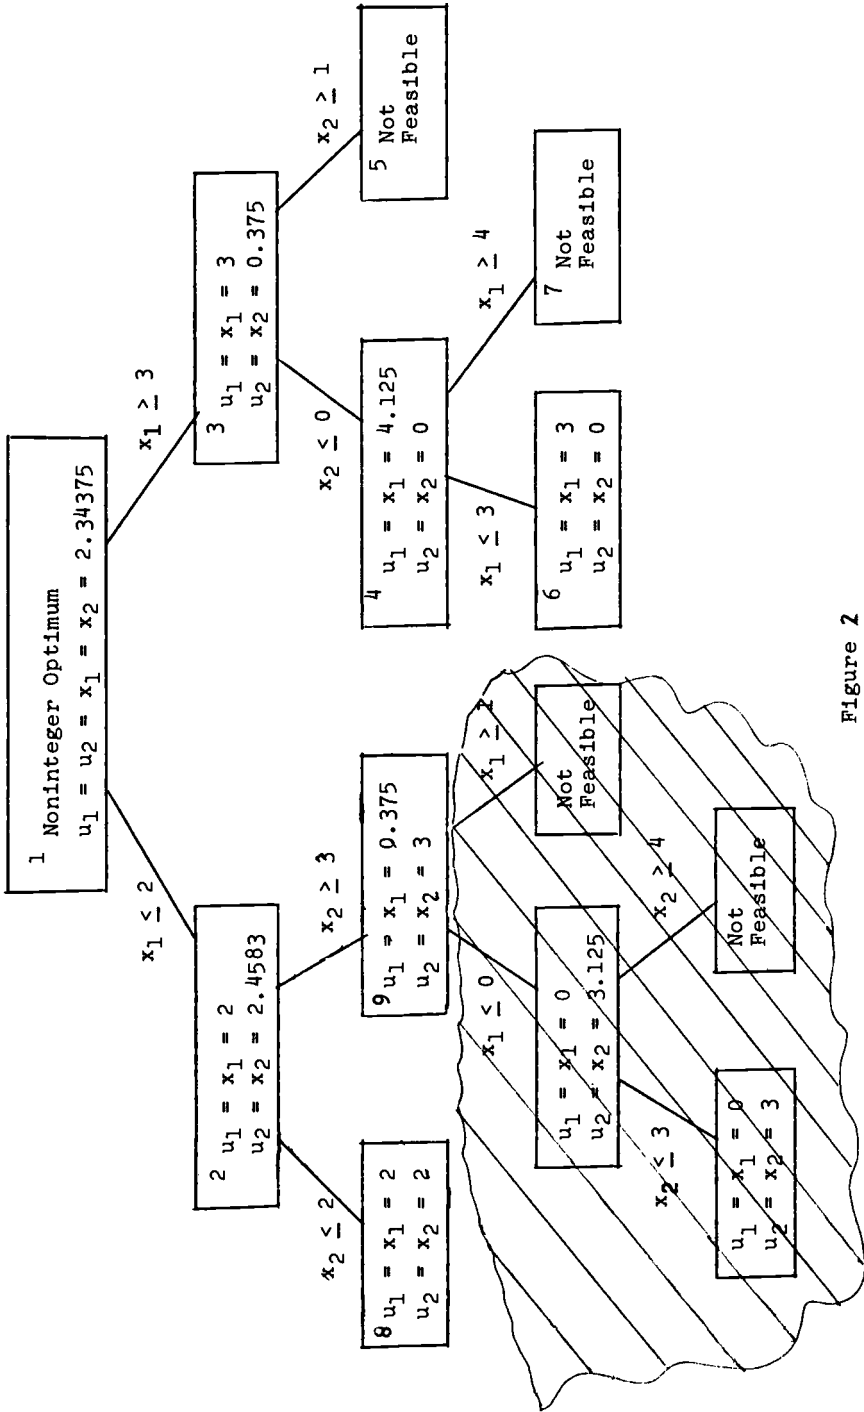 1
Noninteger Optimum
u₁ = u₂ = x₁ = x₂ = 2.34375
x₁ ≤ 2
x₁ ≥ 3
2
u₁ = x₁ = 2
u₂ = x₂ = 2.4583
3
u₁ = x₁ = 3
u₂ = x₂ = 0.375
x₂ ≤ 2
x₂ ≥ 3
x₂ ≤ 0
x₂ ≥ 1
8 u₁ = x₁ = 2
u₂ = x₂ = 2
9 u₁ = x₁ = 0.375
u₂ = x₂ = 3
4
u₁ = x₁ = 4.125
u₂ = x₂ = 0
5 Not
Feasible
x₁ ≤ 0
x₁ ≥ 1
x₁ ≤ 3
x₁ ≥ 4
u₁ = x₁ = 0
u₂ = x₂ = 3.125
Not
Feasible
6
u₁ = x₁ = 3
u₂ = x₂ = 0
7
Not
Feasible
x₂ ≤ 3
x₂ ≥ 4
u₁ = x₁ = 0
u₂ = x₂ = 3
Not
Feasible
Figure 2